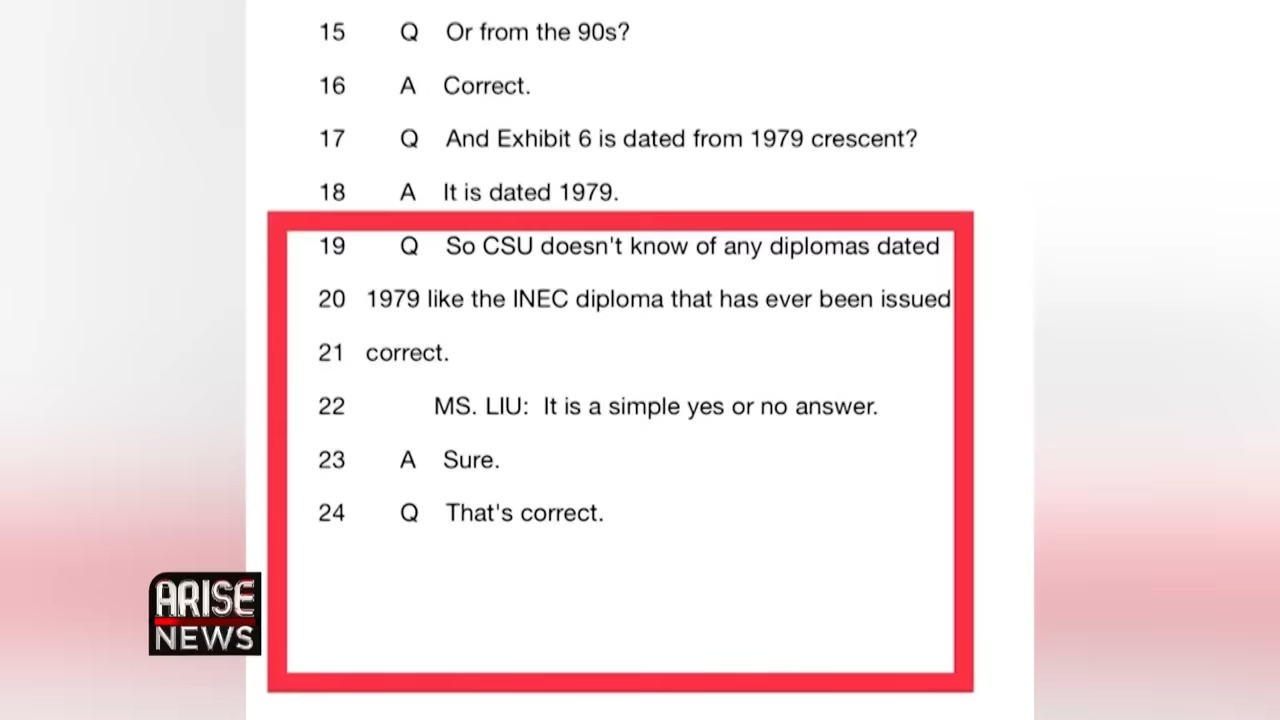 15 Q Or from the 90s?
16 A Correct.
17 Q And Exhibit 6 is dated from 1979 crescent?
18 A It is dated 1979.
19 Q So CSU doesn't know of any diplomas dated
20 1979 like the INEC diploma that has ever been issued
21 correct.
22 MS. LIU: It is a simple yes or no answer.
23 A Sure.
24 Q That's correct.
ARISE
NEWS